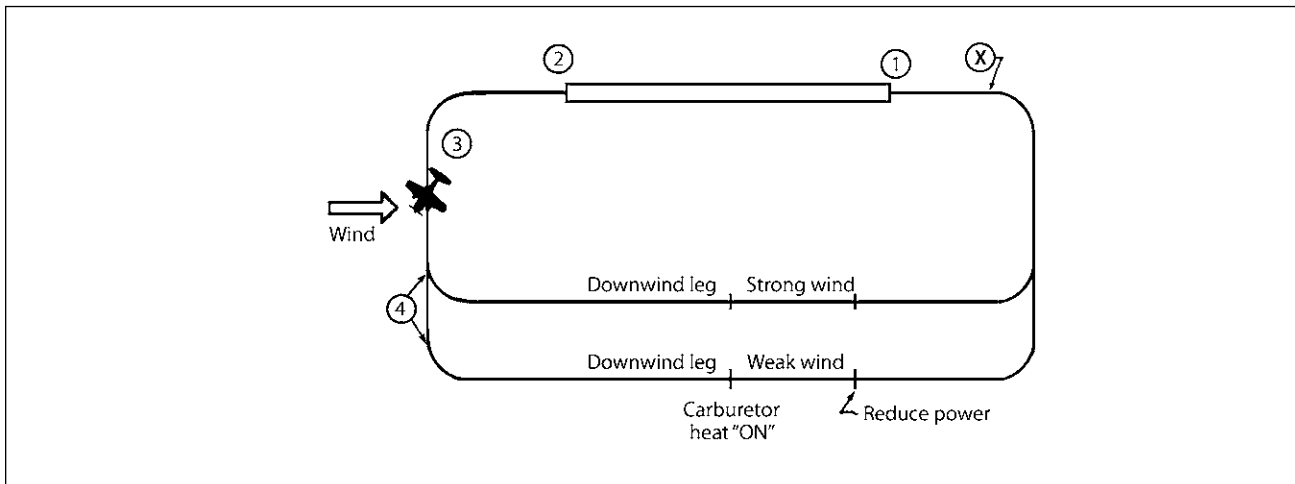 2
1
X
3
Wind
4
Downwind leg Strong wind
Downwind leg Weak wind
Carburetor
heat "ON"
Reduce power